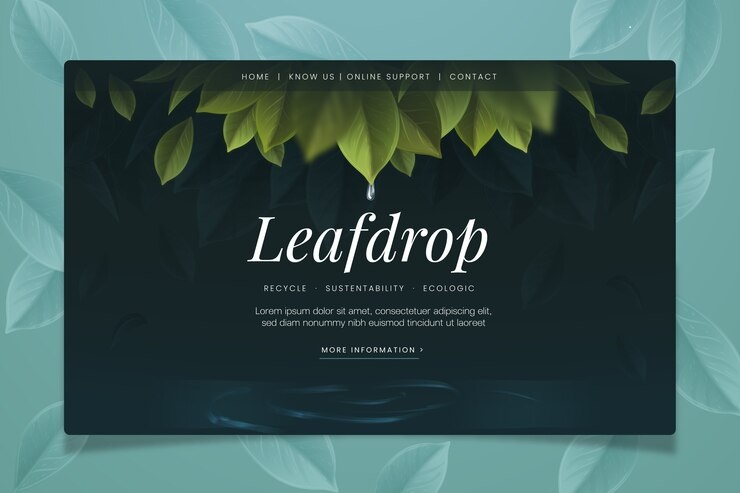 HOME | KNOW US | ONLINE SUPPORT | CONTACT
Leafdrop
RECYCLE · SUSTENTABILITY · ECOLOGIC
Lorem ipsum dolor sit amet, consectetuer adipiscing elit,
sed diam nonummy nibh euismod tincidunt ut laoreet
MORE INFORMATION >